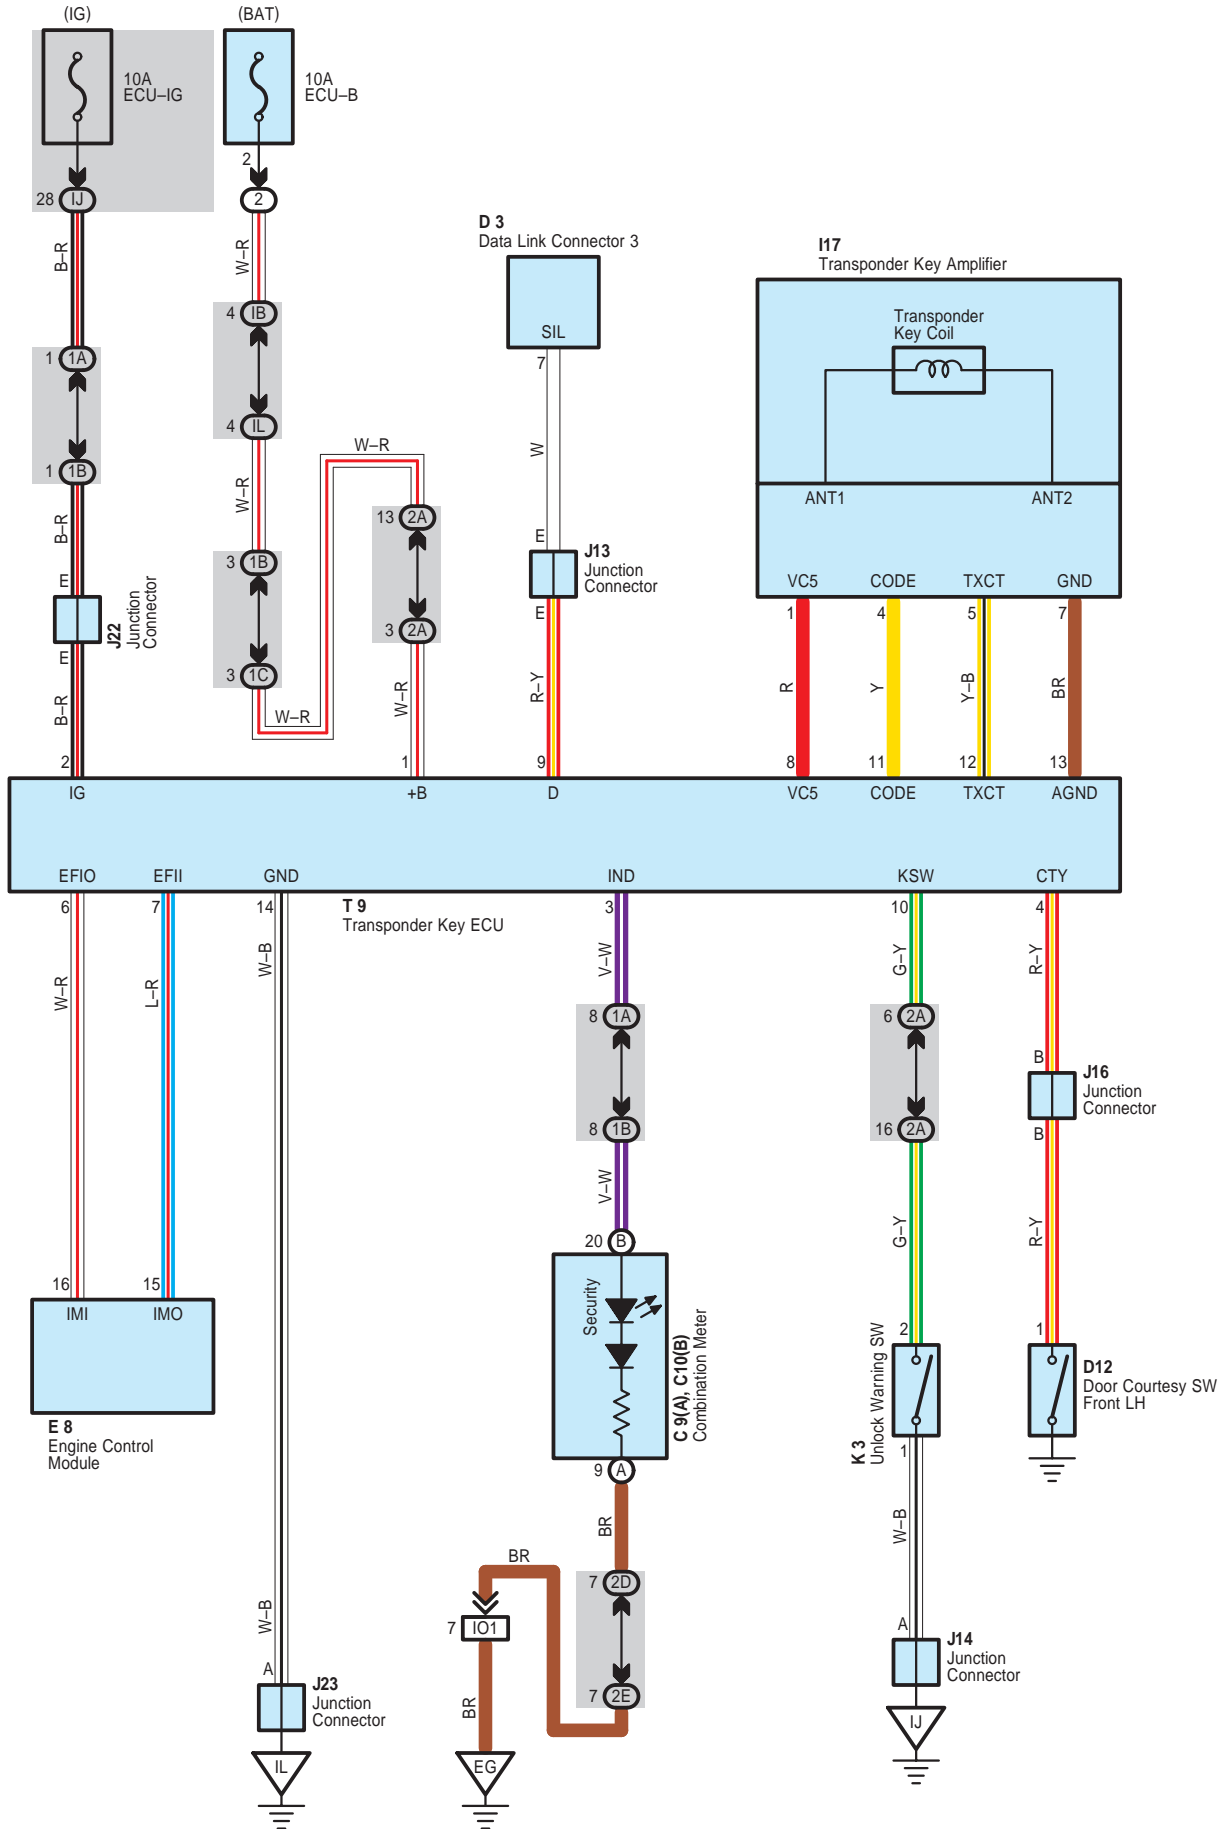 (IG)
(BAT)
10A
ECU–IG
10A
ECU–B
28
IJ
2
2
B–R
W–R
D 3
Data Link Connector 3
SIL
7
I17
Transponder Key Amplifier
Transponder
Key Coil
ANT1
ANT2
4
IB
1
1A
4
IL
W–R
W
1
1B
W–R
13
2A
B–R
E
J13
Junction
Connector
VC5
CODE
TXCT
GND
3
1B
E
J22
Junction
Connector
E
1
4
5
7
3
2A
E
3
1C
B–R
W–R
W–R
R–Y
R
Y
Y–B
BR
2
1
9
8
11
12
13
IG
+B
D
VC5
CODE
TXCT
AGND
EFIO
EFII
GND
IND
KSW
CTY
6
7
14
T 9
Transponder Key ECU
3
10
4
W–R
L–R
W–B
V–W
G–Y
R–Y
8
1A
6
2A
B
J16
Junction
Connector
8
1B
16
2A
B
V–W
G–Y
R–Y
20
B
16
15
IMI
IMO
E 8
Engine Control
Module
Security
C 9(A), C10(B)
Combination Meter
2
K 3
Unlock Warning SW
1
1
D12
Door Courtesy SW
Front LH
9
A
BR
W–B
BR
7
2D
7
IO1
W–B
A
J23
Junction
Connector
BR
7
2E
A
J14
Junction
Connector
IJ
IL
EG